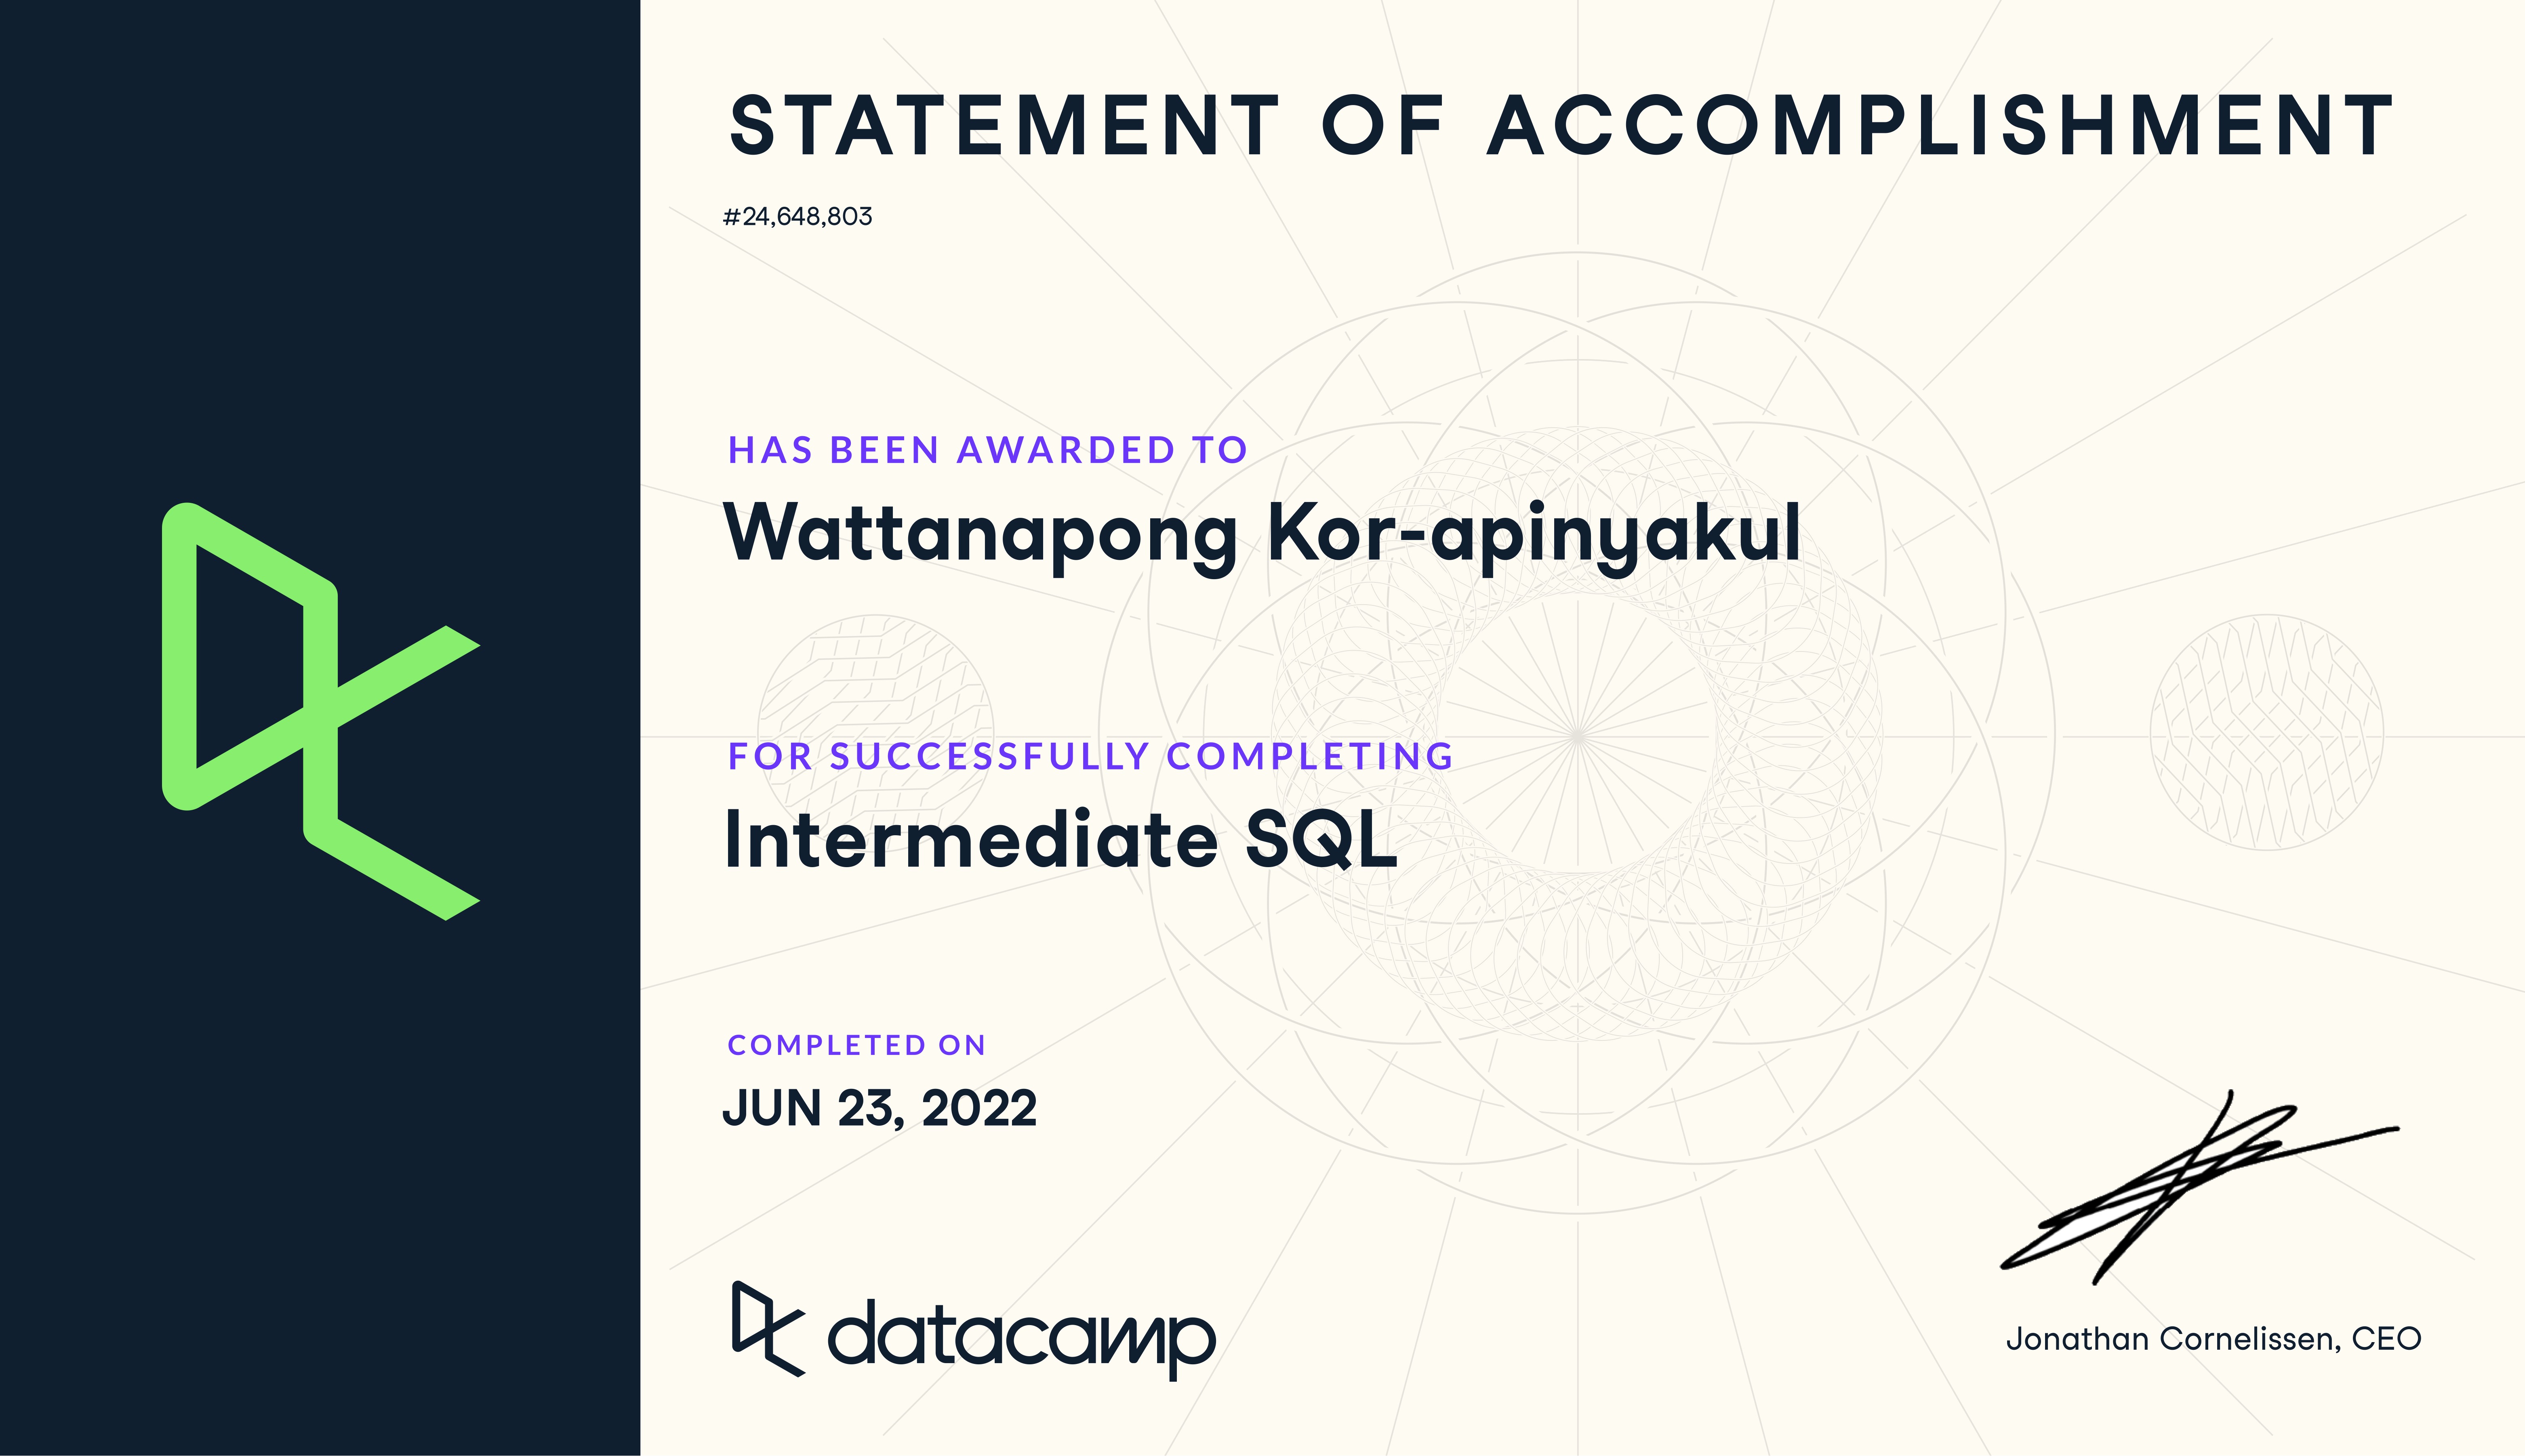 STATEMENT OF ACCOMPLISHMENT
#24,648,803
HAS BEEN AWARDED TO
Wattanapong Kor-apinyakul
FOR SUCCESSFULLY COMPLETING
Intermediate SQL
COMPLETED ON
JUN 23, 2022
datacamp
Jonathan Cornelissen, CEO